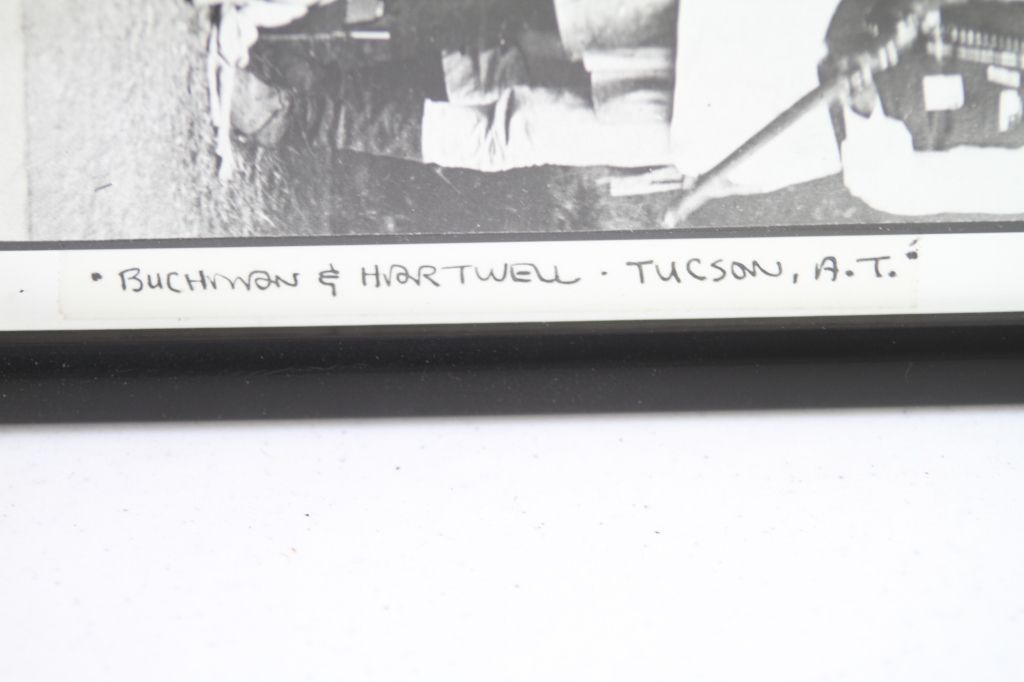 • BUCHMAN & HARTWELL · TUCSON, A.T. •